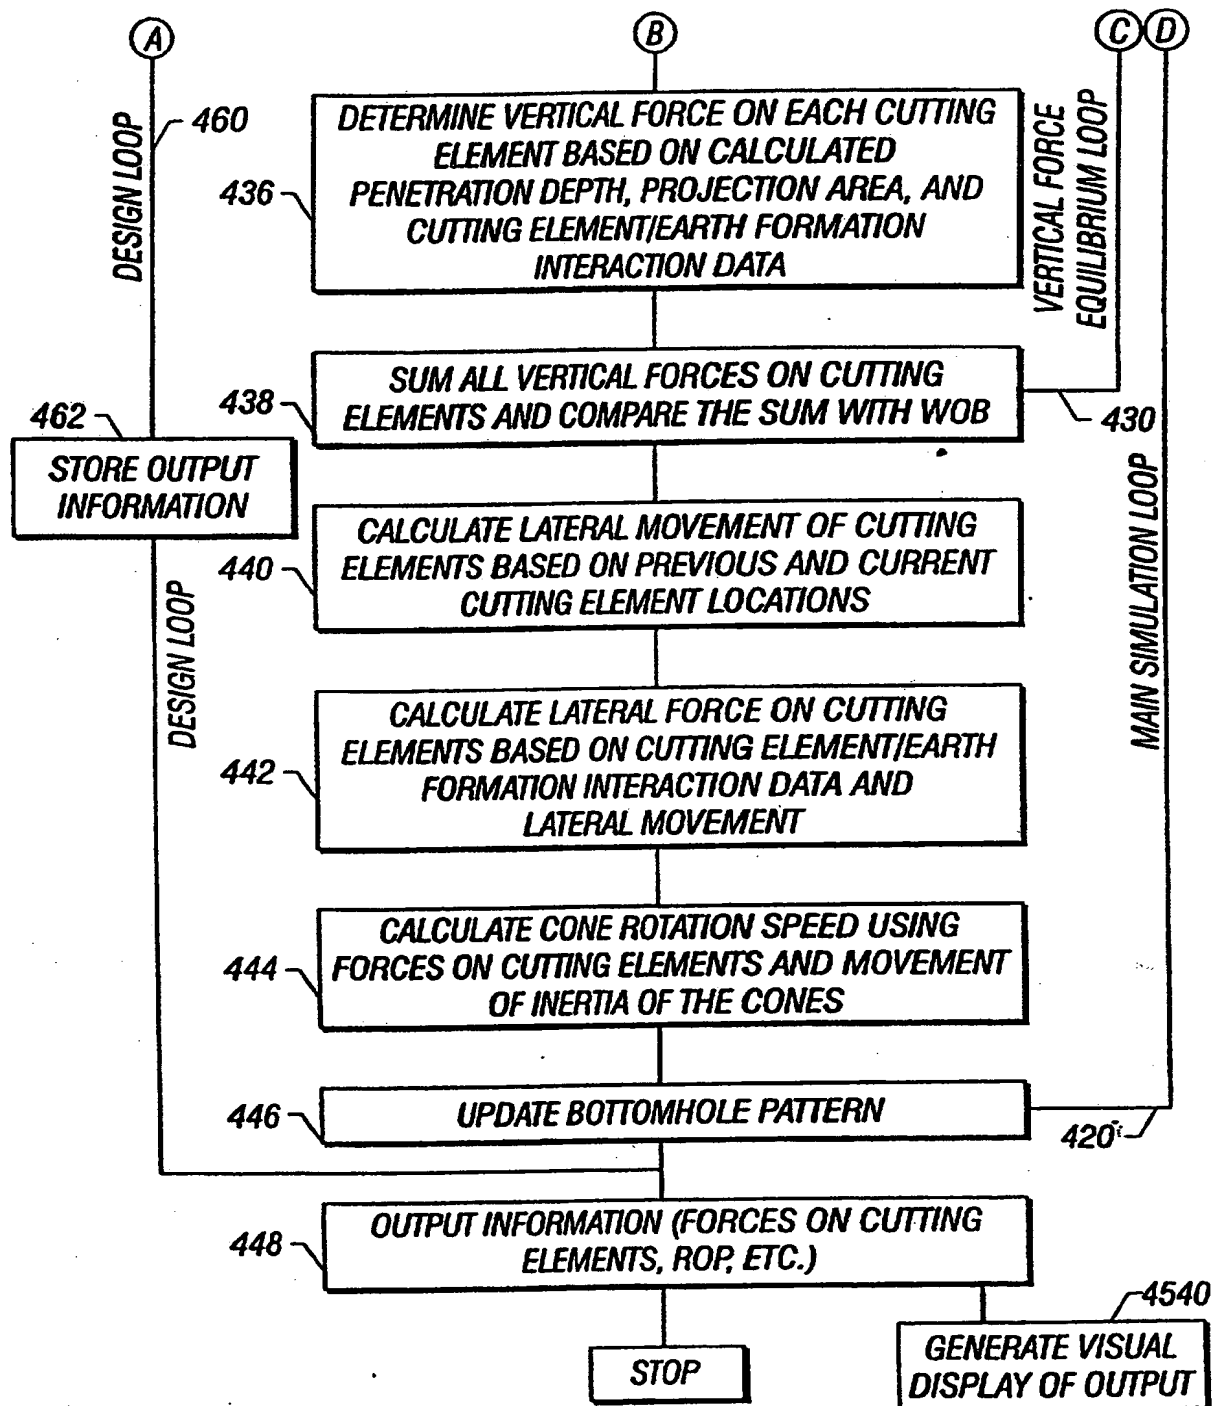 A
B
C
D
DESIGN LOOP
460
436
DETERMINE VERTICAL FORCE ON EACH CUTTING
ELEMENT BASED ON CALCULATED
PENETRATION DEPTH, PROJECTION AREA, AND
CUTTING ELEMENT/EARTH FORMATION
INTERACTION DATA
VERTICAL FORCE
EQUILIBRIUM LOOP
438
SUM ALL VERTICAL FORCES ON CUTTING
ELEMENTS AND COMPARE THE SUM WITH WOB
430
462
STORE OUTPUT
INFORMATION
440
CALCULATE LATERAL MOVEMENT OF CUTTING
ELEMENTS BASED ON PREVIOUS AND CURRENT
CUTTING ELEMENT LOCATIONS
MAIN SIMULATION LOOP
DESIGN LOOP
442
CALCULATE LATERAL FORCE ON CUTTING
ELEMENTS BASED ON CUTTING ELEMENT/EARTH
FORMATION INTERACTION DATA AND
LATERAL MOVEMENT
444
CALCULATE CONE ROTATION SPEED USING
FORCES ON CUTTING ELEMENTS AND MOVEMENT
OF INERTIA OF THE CONES
446
UPDATE BOTTOMHOLE PATTERN
420
448
OUTPUT INFORMATION (FORCES ON CUTTING
ELEMENTS, ROP, ETC.)
4540
STOP
GENERATE VISUAL
DISPLAY OF OUTPUT